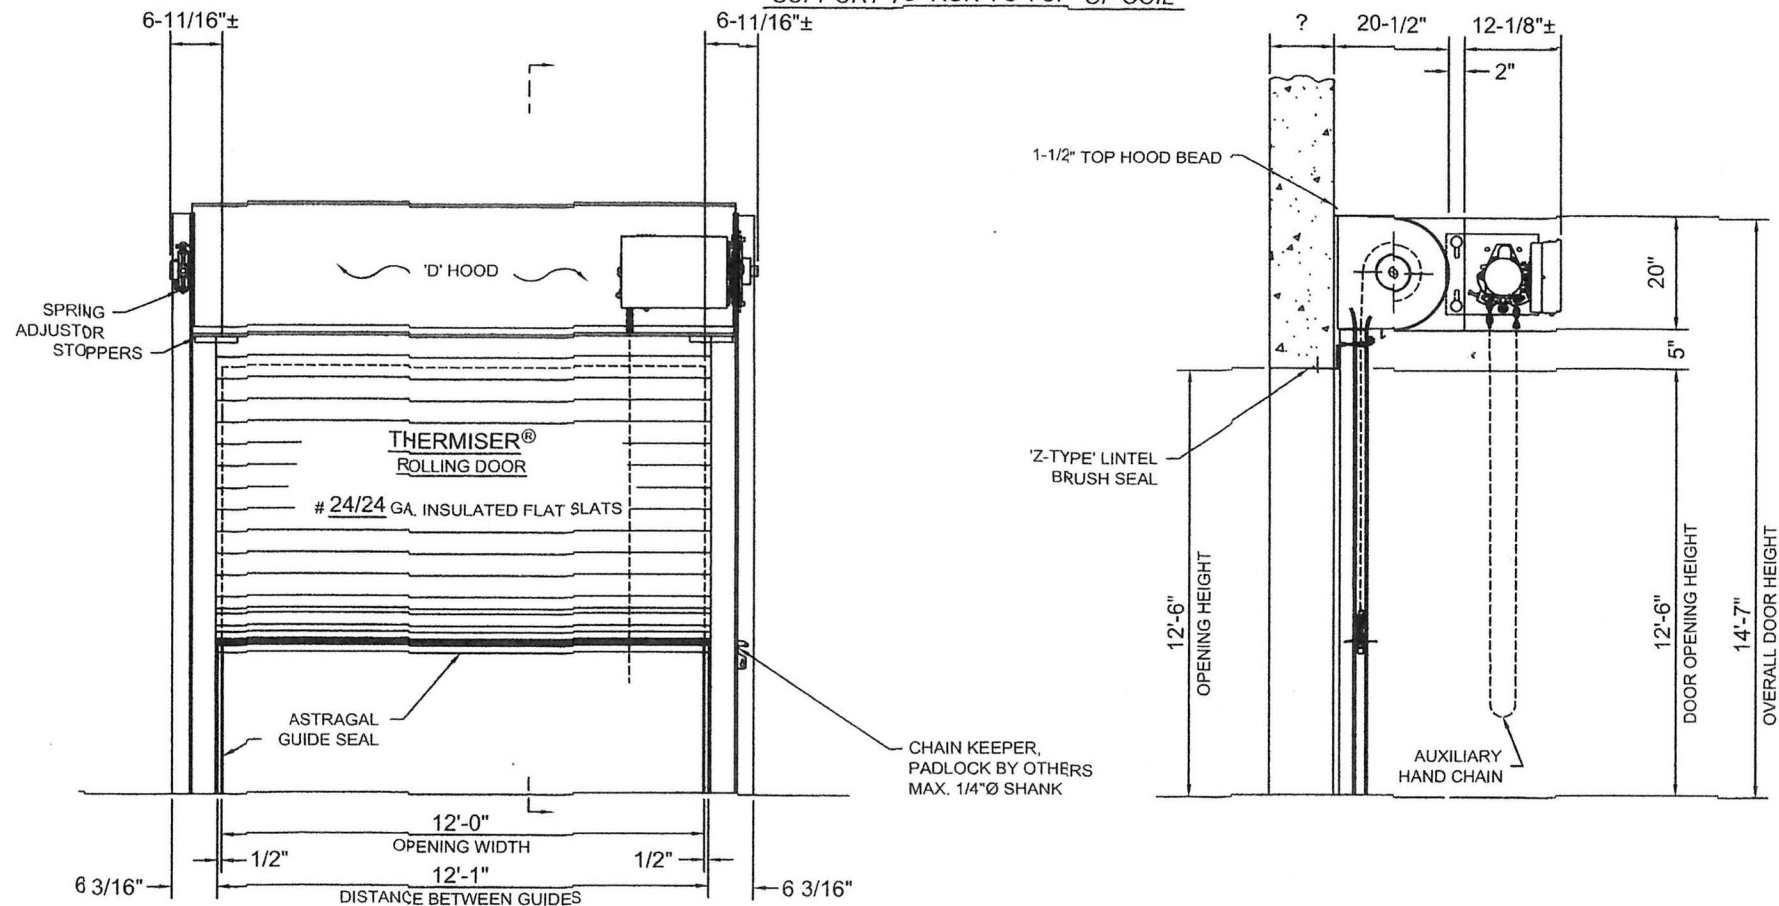 6-11/16"±
6-11/16"±
?
20-1/2"
12-1/8"±
2"
1-1/2" TOP HOOD BEAD
'D' HOOD
SPRING
ADJUSTOR
STOPPERS
20"
5"
THERMISER®
ROLLING DOOR
# 24/24 GA. INSULATED FLAT SLATS
'Z-TYPE' LINTEL
BRUSH SEAL
12'-6"
OPENING HEIGHT
12'-6"
DOOR OPENING HEIGHT
14'-7"
OVERALL DOOR HEIGHT
ASTRAGAL
GUIDE SEAL
CHAIN KEEPER,
PADLOCK BY OTHERS
MAX. 1/4"Ø SHANK
AUXILIARY
HAND CHAIN
12'-0"
OPENING WIDTH
1/2"
1/2"
12'-1"
DISTANCE BETWEEN GUIDES
6 3/16"
6 3/16"